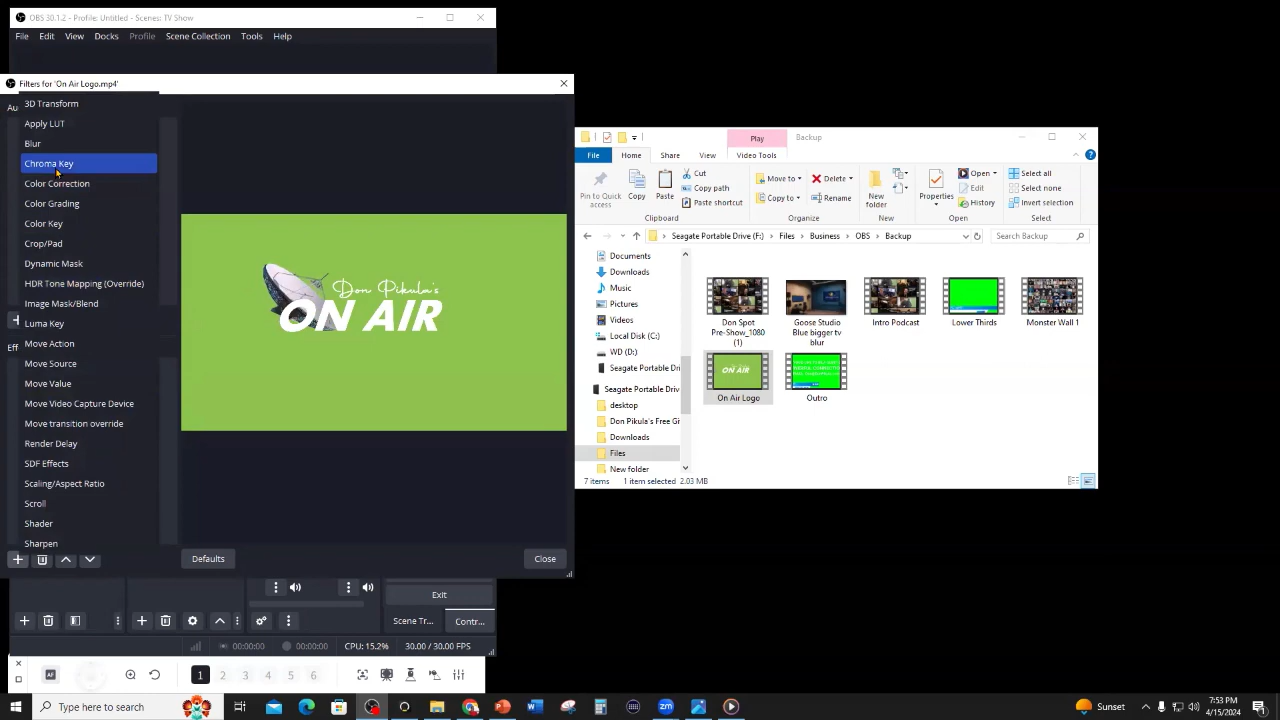 OBS 30.1.2 - Profile: Untitled - Scenes: TV Show
File Edit View Docks Profile Scene Collection Tools Help
Filters for 'On Air Logo.mp4'
Au
3D Transform
Apply LUT
Blur
Chroma Key
Color Correction
Color Grading
Color Key
Crop/Pad
Dynamic Mask
HDR Tone Mapping (Override)
Image Mask/Blend
Luma Key
Move Action
Eff
Move Source
Move Value
Move Video Capture Device
Move transition override
Render Delay
SDF Effects
Scaling/Aspect Ratio
Scroll
Shader
Sharpen
Don Pikula's
ON AIR
Defaults
Close
Exit
Scene Tr...
Contr...
00:00:00
00:00:00
CPU: 15.2%
30.00 / 30.00 FPS
AF
1 2 3 4 5 6
Play
Backup
File Home Share View Video Tools
Pin to Quick access
Copy
Paste
Cut
Copy path
Paste shortcut
Clipboard
Move to
Copy to
Delete
Rename
Organize
New folder
New
Properties
Open
Edit
History
Open
Select all
Select none
Invert selection
Select
Seagate Portable Drive (F:) Files Business OBS Backup
Search Backup
Documents
Downloads
Music
Pictures
Videos
Local Disk (C:)
WD (D:)
Seagate Portable Dri
Seagate Portable Drive
desktop
Don Pikula's Free Gi
Downloads
Files
New folder
Don Spot
Pre-Show_1080
(1)
Goose Studio
Blue bigger tv
blur
Intro Podcast
Lower Thirds
Monster Wall 1
ON AIR
On Air Logo
Outro
7 items 1 item selected 2.03 MB
Type here to search
Sunset
7:53 PM
4/15/2024